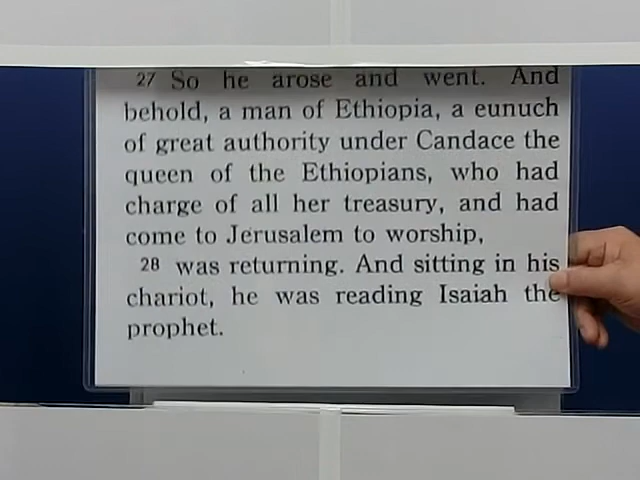 27 So he arose and went. And
behold, a man of Ethiopia, a eunuch
of great authority under Candace the
queen of the Ethiopians, who had
charge of all her treasury, and had
come to Jerusalem to worship,
28 was returning. And sitting in his
chariot, he was reading Isaiah the
prophet.